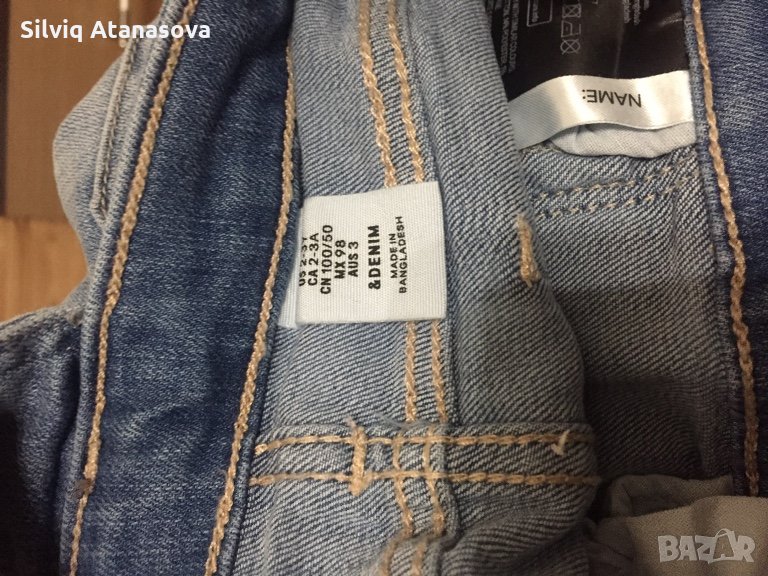 Silviq Atanasova
US 2-3Y
CA 2-3A
CN 100/50
MX 98
AUS 3
&DENIM
MADE IN
BANGLADESH
NAME:
BAZAR